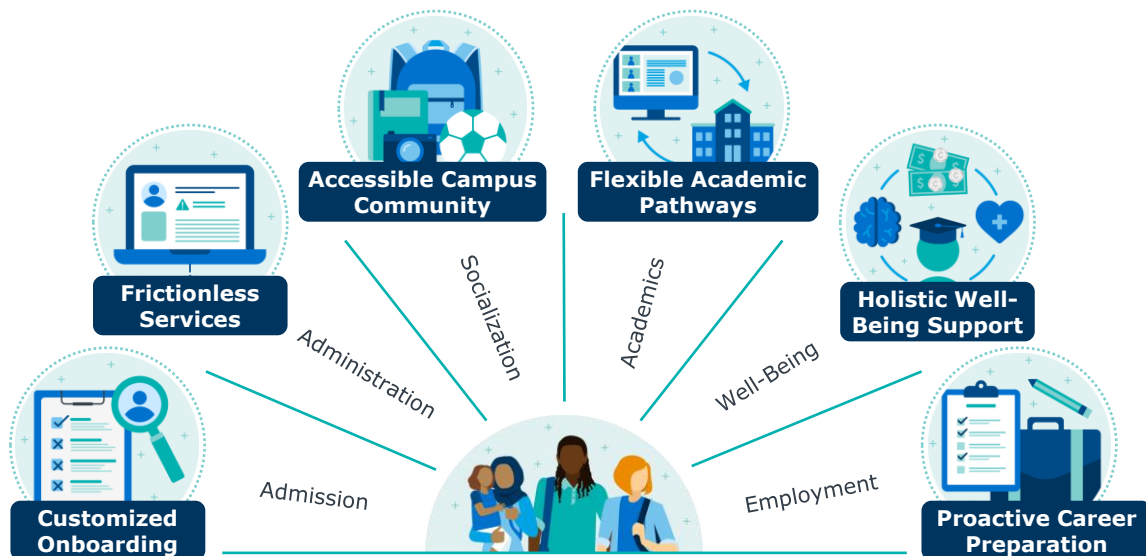 Accessible Campus
Community
Flexible Academic
Pathways
Frictionless
Services
Holistic Well-
Being Support
Customized
Onboarding
Proactive Career
Preparation
Admission
Administration
Socialization
Academics
Well-Being
Employment